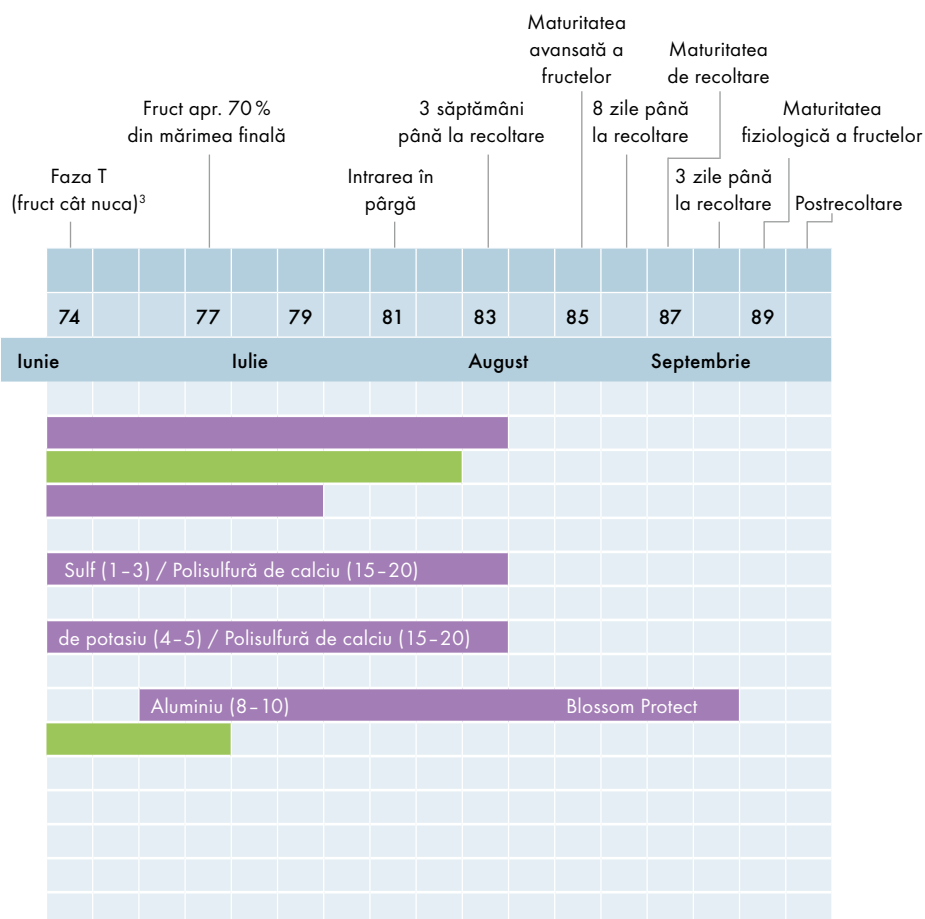 Maturitatea
avansată a
fructelor
Maturitatea
de recoltare
Fruct apr. 70 %
din mărimea finală
3 săptămâni
până la recoltare
8 zile până
la recoltare
Maturitatea
fiziologică a fructelor
Faza T
(fruct cât nuca)³
Intrarea în
pârgă
3 zile până
la recoltare
Postrecoltare
74 77 79 81 83 85 87 89
Iunie Iulie August Septembrie
Sulf (1–3) / Polisulfură de calciu (15–20)
de potasiu (4–5) / Polisulfură de calciu (15–20)
Aluminiu (8–10) Blossom Protect